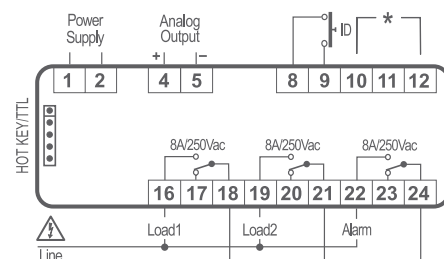 Power Supply
Analog Output
+ −
ID
*
1 2 4 5 8 9 10 11 12
HOT KEY/TTL
8A/250Vac 8A/250Vac 8A/250Vac
16 17 18 19 20 21 22 23 24
Load1 Load2 Alarm
Line